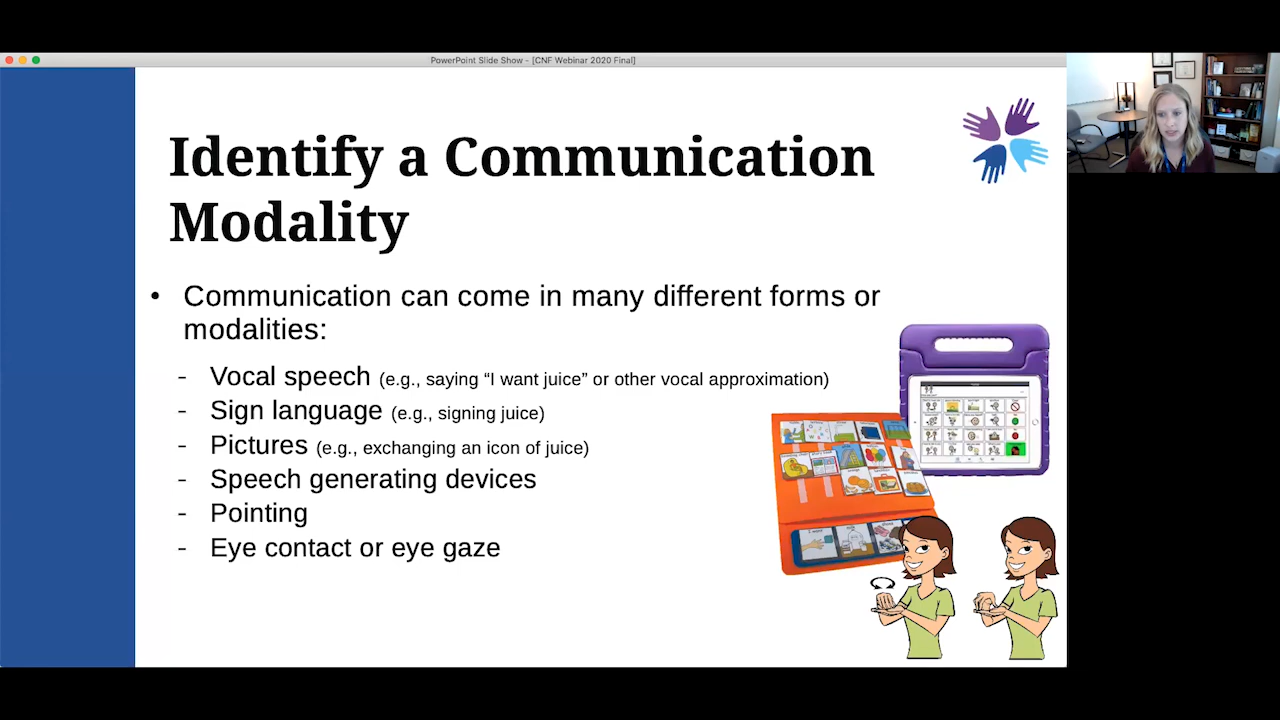 PowerPoint Slide Show - [CNF Webinar 2020 Final]
Identify a Communication
Modality
• Communication can come in many different forms or
modalities:
- Vocal speech (e.g., saying “I want juice” or other vocal approximation)
- Sign language (e.g., signing juice)
- Pictures (e.g., exchanging an icon of juice)
- Speech generating devices
- Pointing
- Eye contact or eye gaze